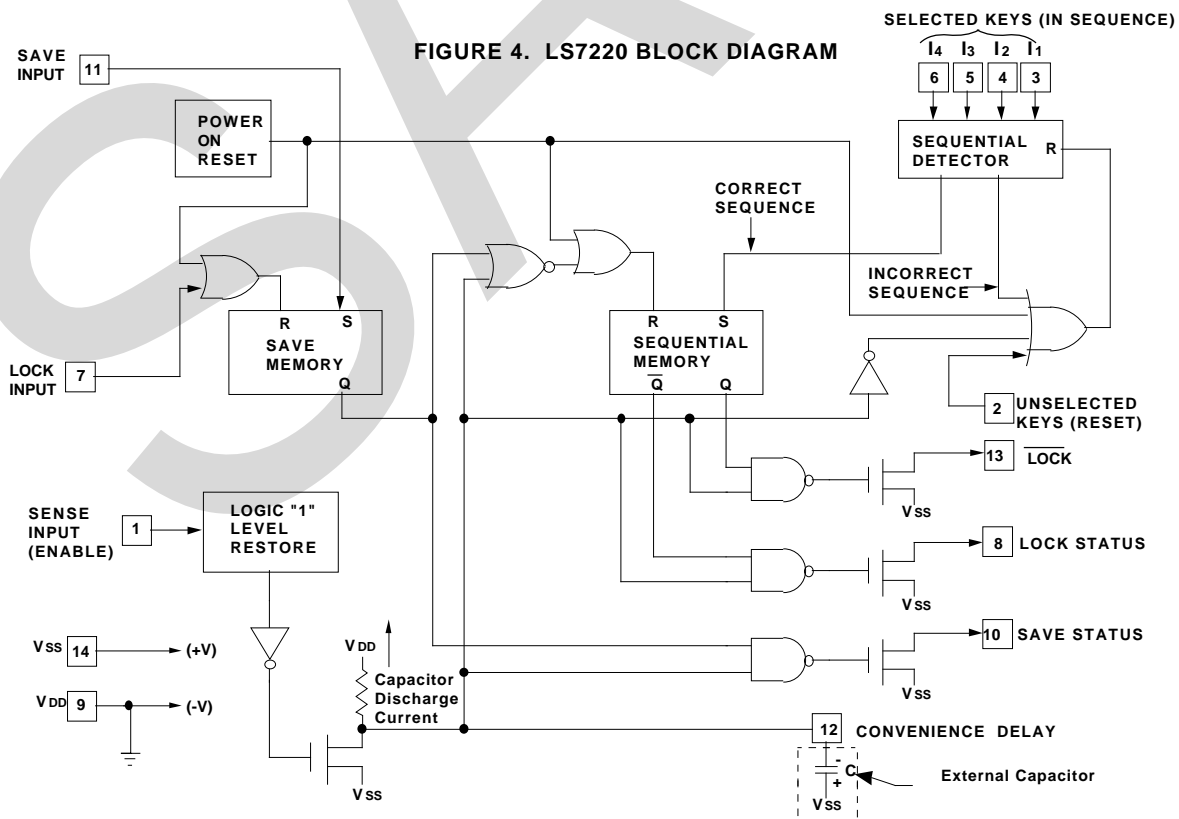 SELECTED KEYS (IN SEQUENCE)
FIGURE 4. LS7220 BLOCK DIAGRAM
I4 I3 I2 I1
6 5 4 3
SAVE
INPUT
11
POWER
ON
RESET
SEQUENTIAL
DETECTOR
R
CORRECT
SEQUENCE
INCORRECT
SEQUENCE
R S
SAVE
MEMORY
Q
LOCK
INPUT
7
R S
SEQUENTIAL
MEMORY
Q Q
2
UNSELECTED
KEYS (RESET)
13
LOCK
VSS
SENSE
INPUT
(ENABLE)
1
LOGIC "1"
LEVEL
RESTORE
8
LOCK STATUS
VSS
10
SAVE STATUS
VSS
VSS 14 (+V)
VDD 9 (-V)
VDD
Capacitor
Discharge
Current
VSS
12
CONVENIENCE DELAY
-
C
+
VSS
External Capacitor
SA